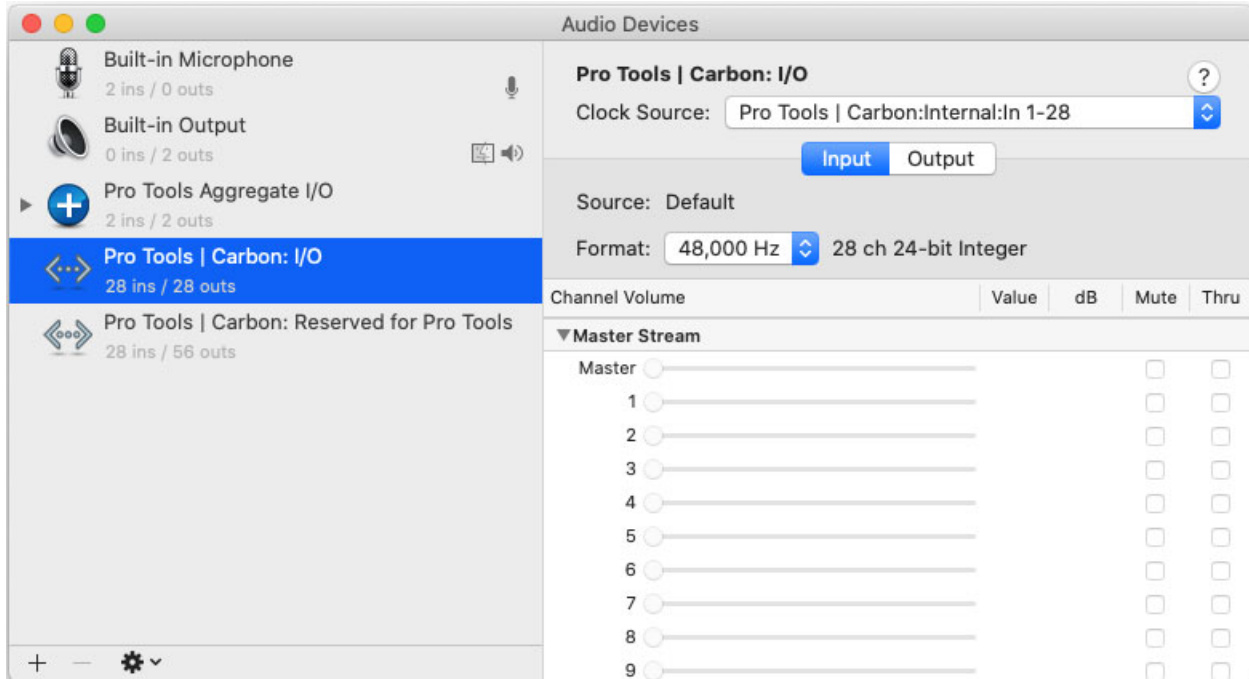 Audio Devices
Built-in Microphone
2 ins / 0 outs
Built-in Output
0 ins / 2 outs
Pro Tools Aggregate I/O
2 ins / 2 outs
Pro Tools | Carbon: I/O
28 ins / 28 outs
Pro Tools | Carbon: Reserved for Pro Tools
28 ins / 56 outs
Pro Tools | Carbon: I/O
?
Clock Source: Pro Tools | Carbon:Internal:In 1-28
Input Output
Source: Default
Format: 48,000 Hz 28 ch 24-bit Integer
Channel Volume Value dB Mute Thru
Master Stream
Master
1
2
3
4
5
6
7
8
9